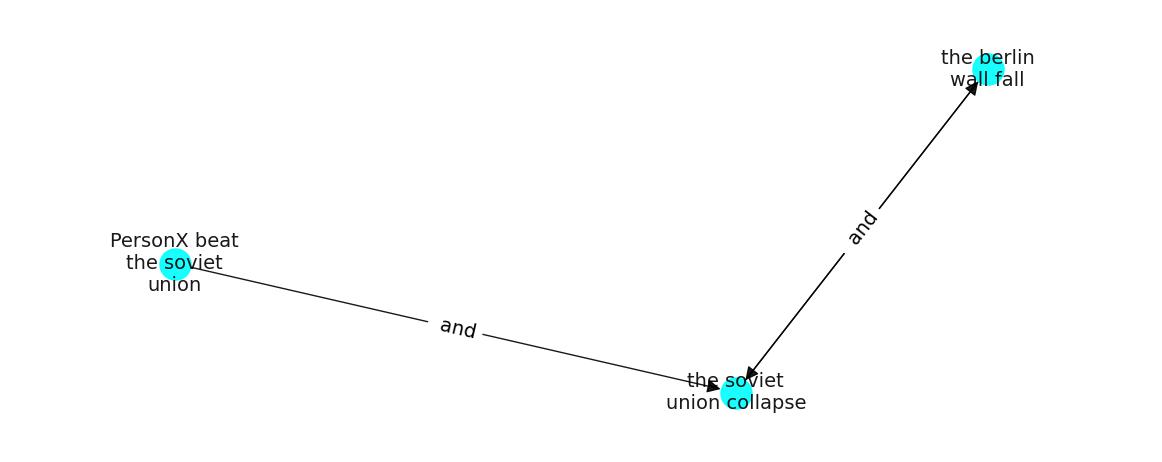 the berlin
wall fall
and
PersonX beat
the soviet
union
and
the soviet
union collapse